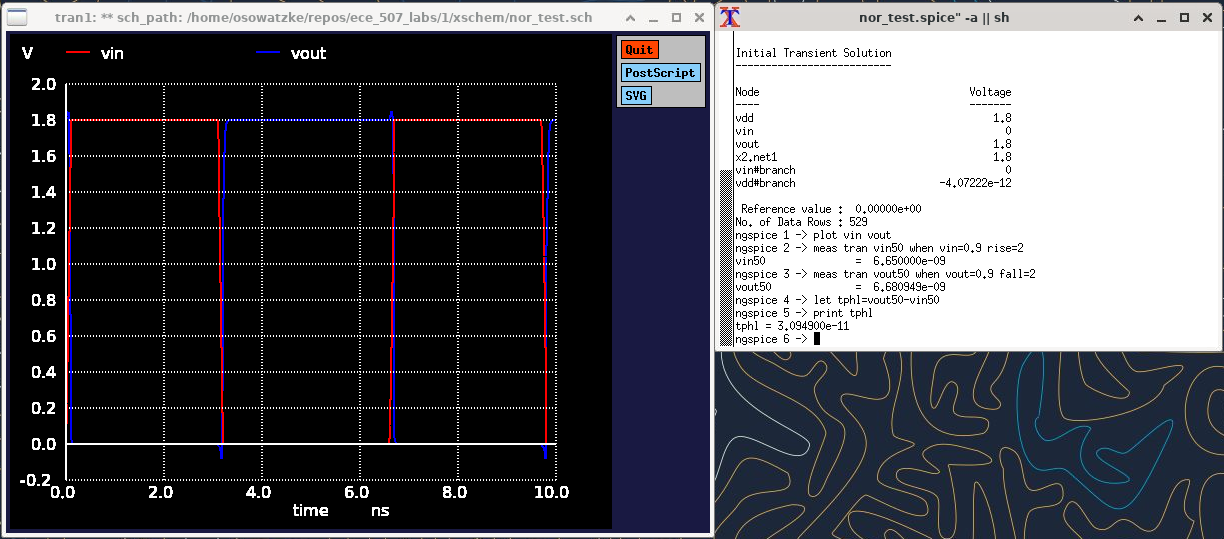 tran1: ** sch_path: /home/osowatzke/repos/ece_507_labs/1/xschem/nor_test.sch
V
vin
vout
2.0
1.8
1.6
1.4
1.2
1.0
0.8
0.6
0.4
0.2
0.0
-0.2
0.0 2.0 4.0 6.0 8.0 10.0
time ns
Quit
PostScript
SVG
nor_test.spice" -a || sh
Initial Transient Solution
--------------------------
Node Voltage
---- -------
vdd 1.8
vin 0
vout 1.8
x2.net1 1.8
vin#branch 0
vdd#branch -4.07222e-12
Reference value : 0.00000e+00
No. of Data Rows : 529
ngspice 1 -> plot vin vout
ngspice 2 -> meas tran vin50 when vin=0.9 rise=2
vin50 = 6.650000e-09
ngspice 3 -> meas tran vout50 when vout=0.9 fall=2
vout50 = 6.680949e-09
ngspice 4 -> let tphl=vout50-vin50
ngspice 5 -> print tphl
tphl = 3.094900e-11
ngspice 6 ->